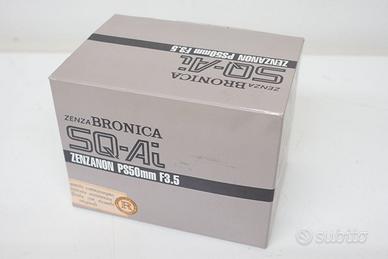 ZENZA BRONICA
SQ-Ai
ZENZANON PS50mm F3.5
ZENZA BRONICA
SQ-Ai
ZENZANON PS50mm F3.5
R
subito